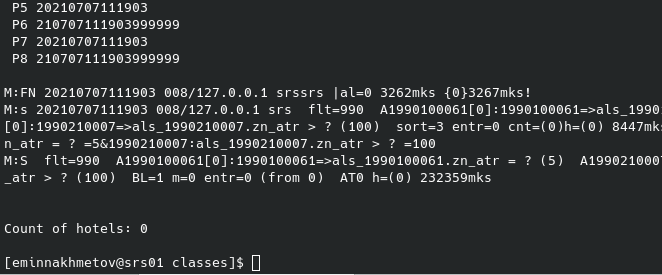 P5 20210707111903
P6 210707111903999999
P7 20210707111903
P8 210707111903999999
M:FN 20210707111903 008/127.0.0.1 srssrs |al=0 3262mks {0}3267mks!
M:s 20210707111903 008/127.0.0.1 srs  flt=990  A1990100061[0]:1990100061=>als_1990
[0]:1990210007=>als_1990210007.zn_atr > ? (100)  sort=3 entr=0 cnt=(0)h=(0) 8447mks
n_atr = ? =5&1990210007:als_1990210007.zn_atr > ? =100
M:S  flt=990  A1990100061[0]:1990100061=>als_1990100061.zn_atr = ? (5)  A1990210007
_atr > ? (100)  BL=1 m=0 entr=0 (from 0)  AT0 h=(0) 232359mks
Count of hotels: 0
[eminnakhmetov@srs01 classes]$